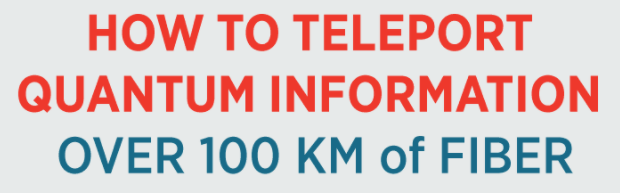 HOW TO TELEPORT
QUANTUM INFORMATION
OVER 100 KM of FIBER